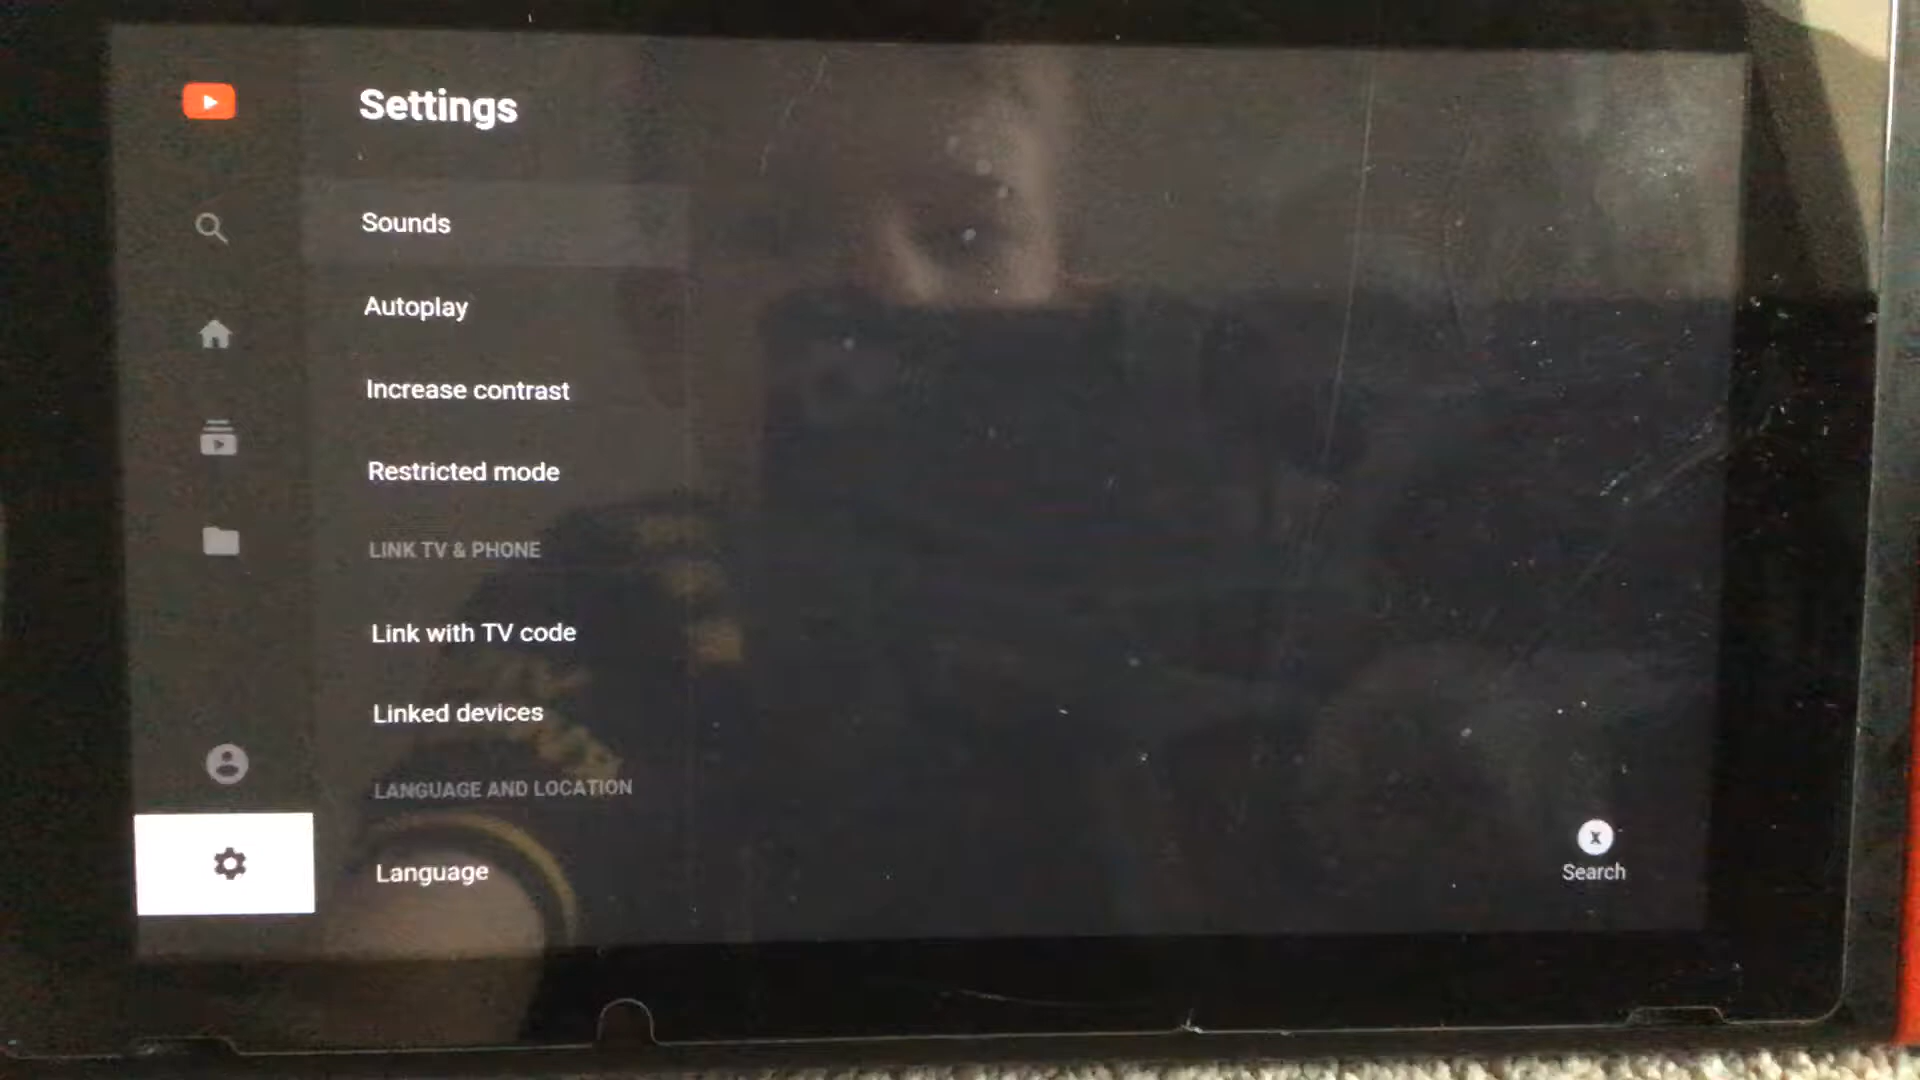 Settings
Sounds
Autoplay
Increase contrast
Restricted mode
LINK TV & PHONE
Link with TV code
Linked devices
LANGUAGE AND LOCATION
Language
X
Search